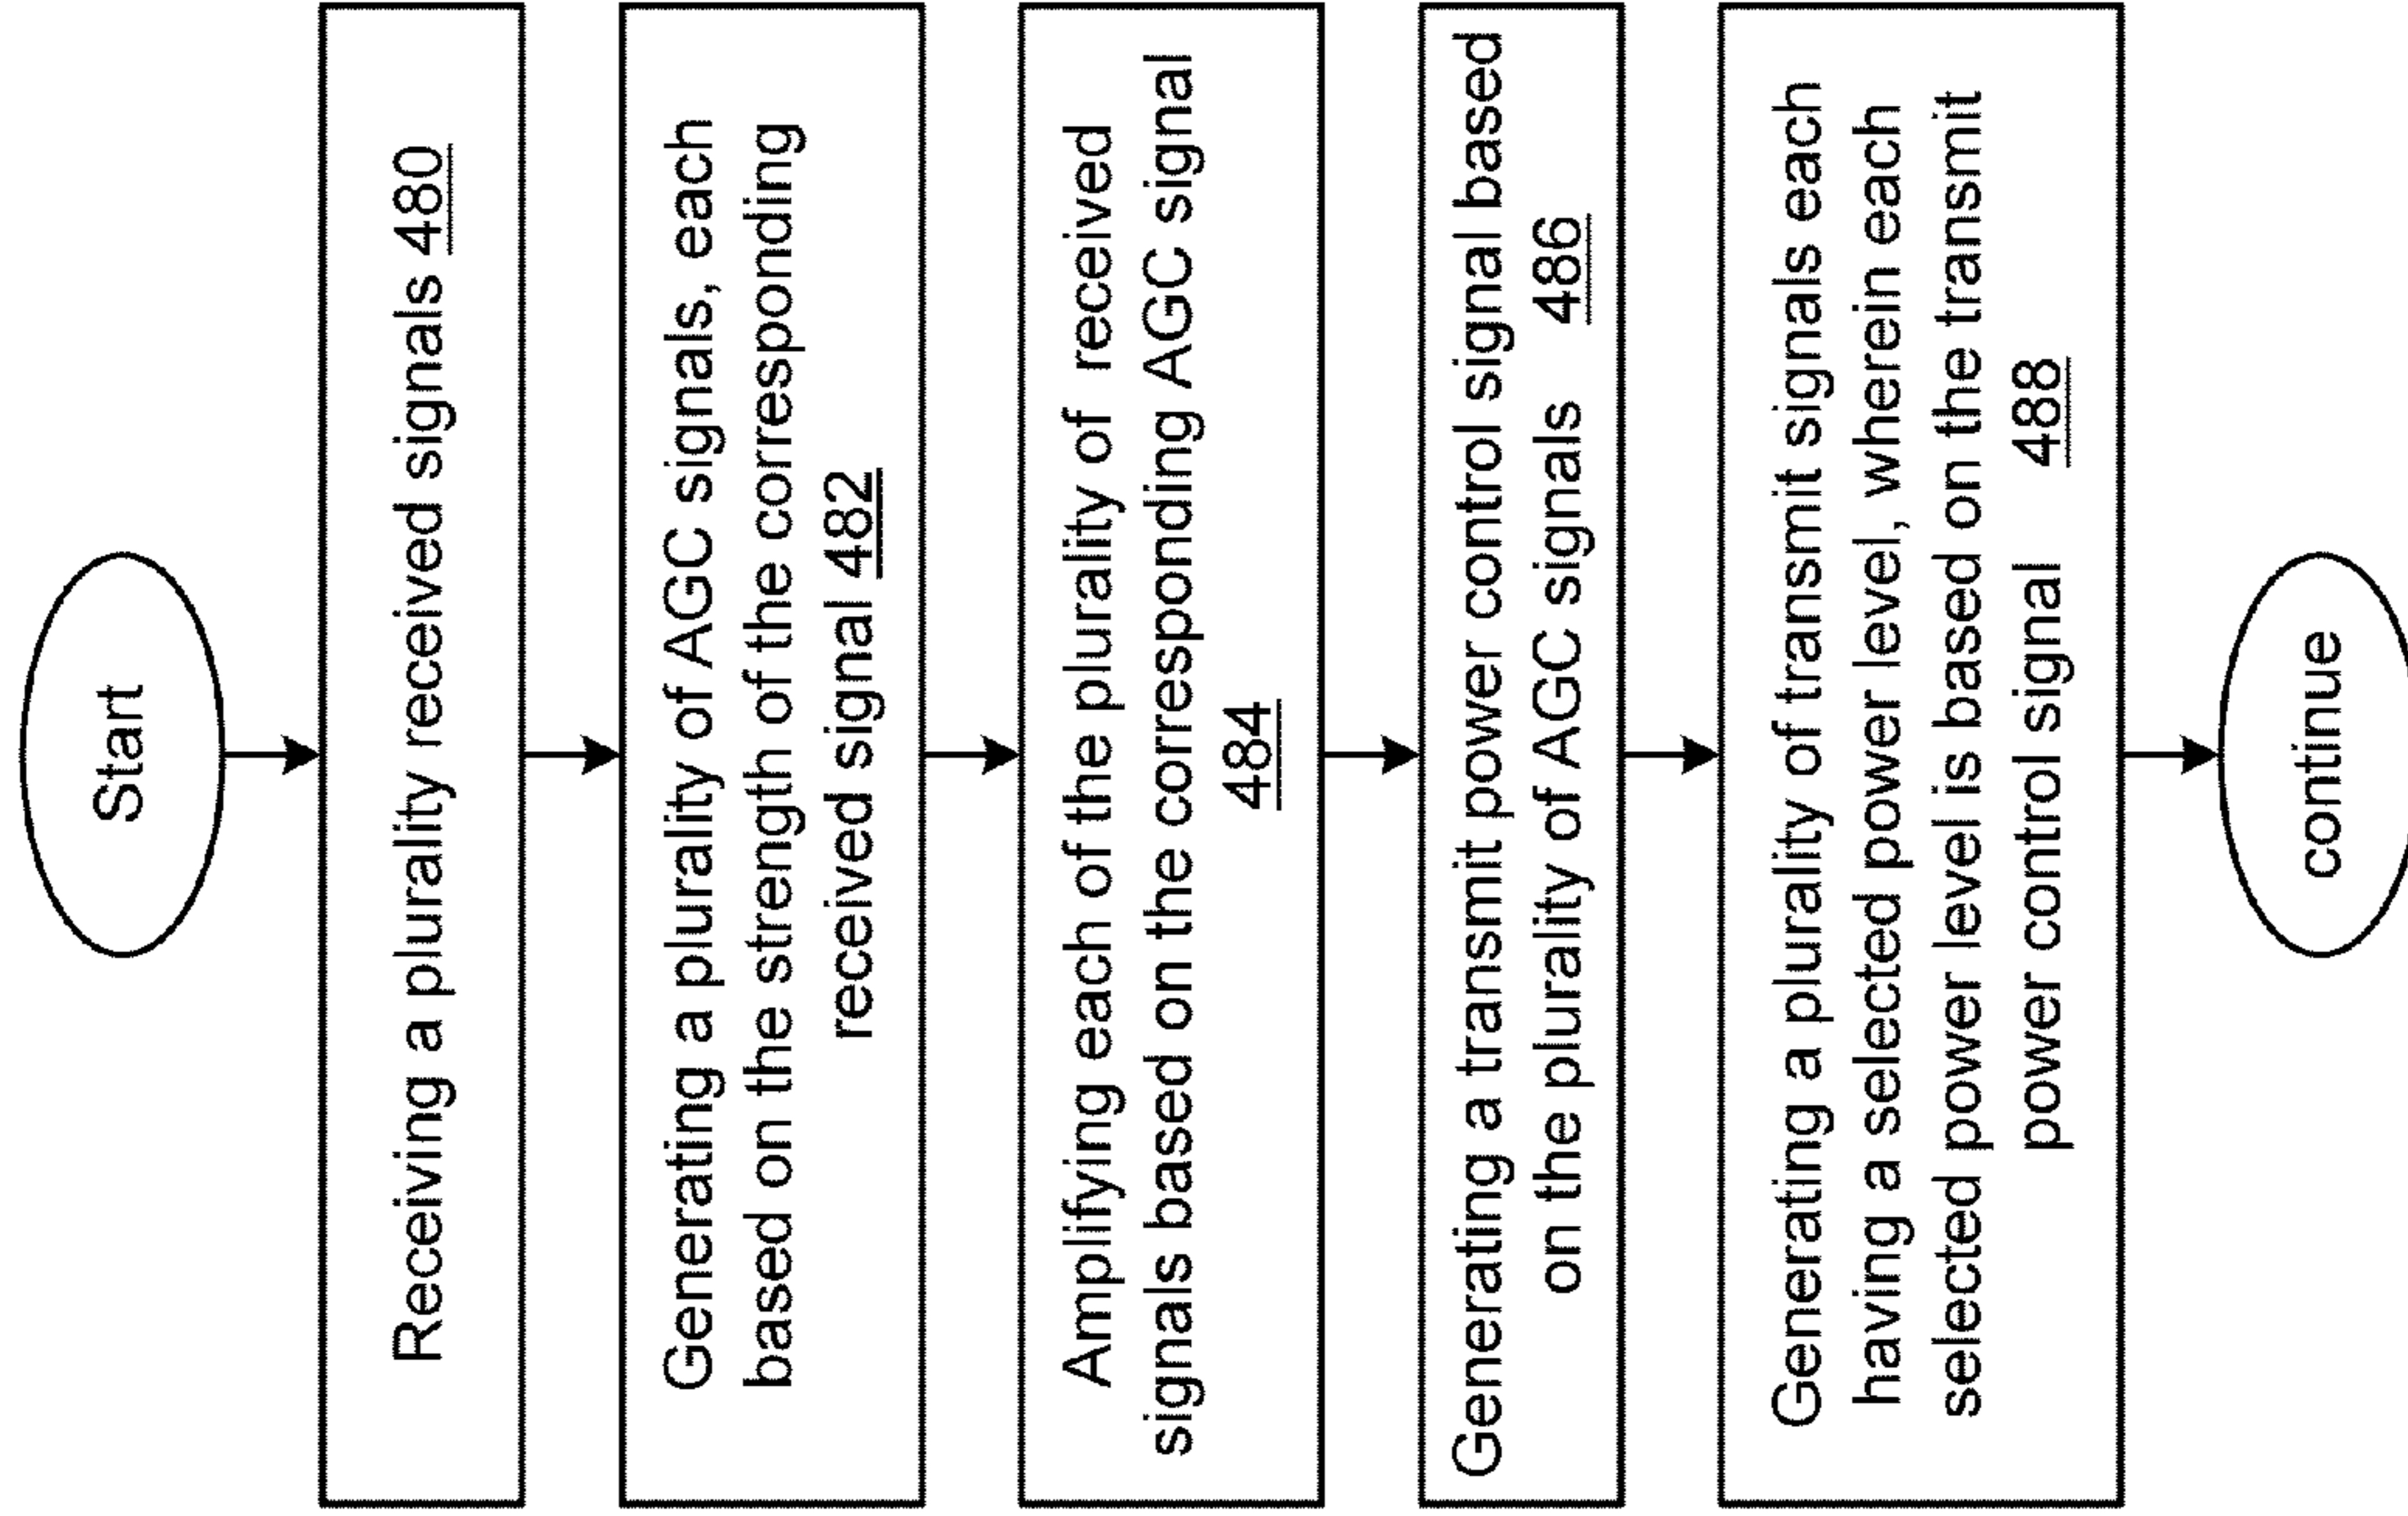 Start
Receiving a plurality received signals 480
Generating a plurality of AGC signals, each
based on the strength of the corresponding
received signal 482
Amplifying each of the plurality of received
signals based on the corresponding AGC signal
484
Generating a transmit power control signal based
on the plurality of AGC signals 486
Generating a plurality of transmit signals each
having a selected power level, wherein each
selected power level is based on the transmit
power control signal 488
continue